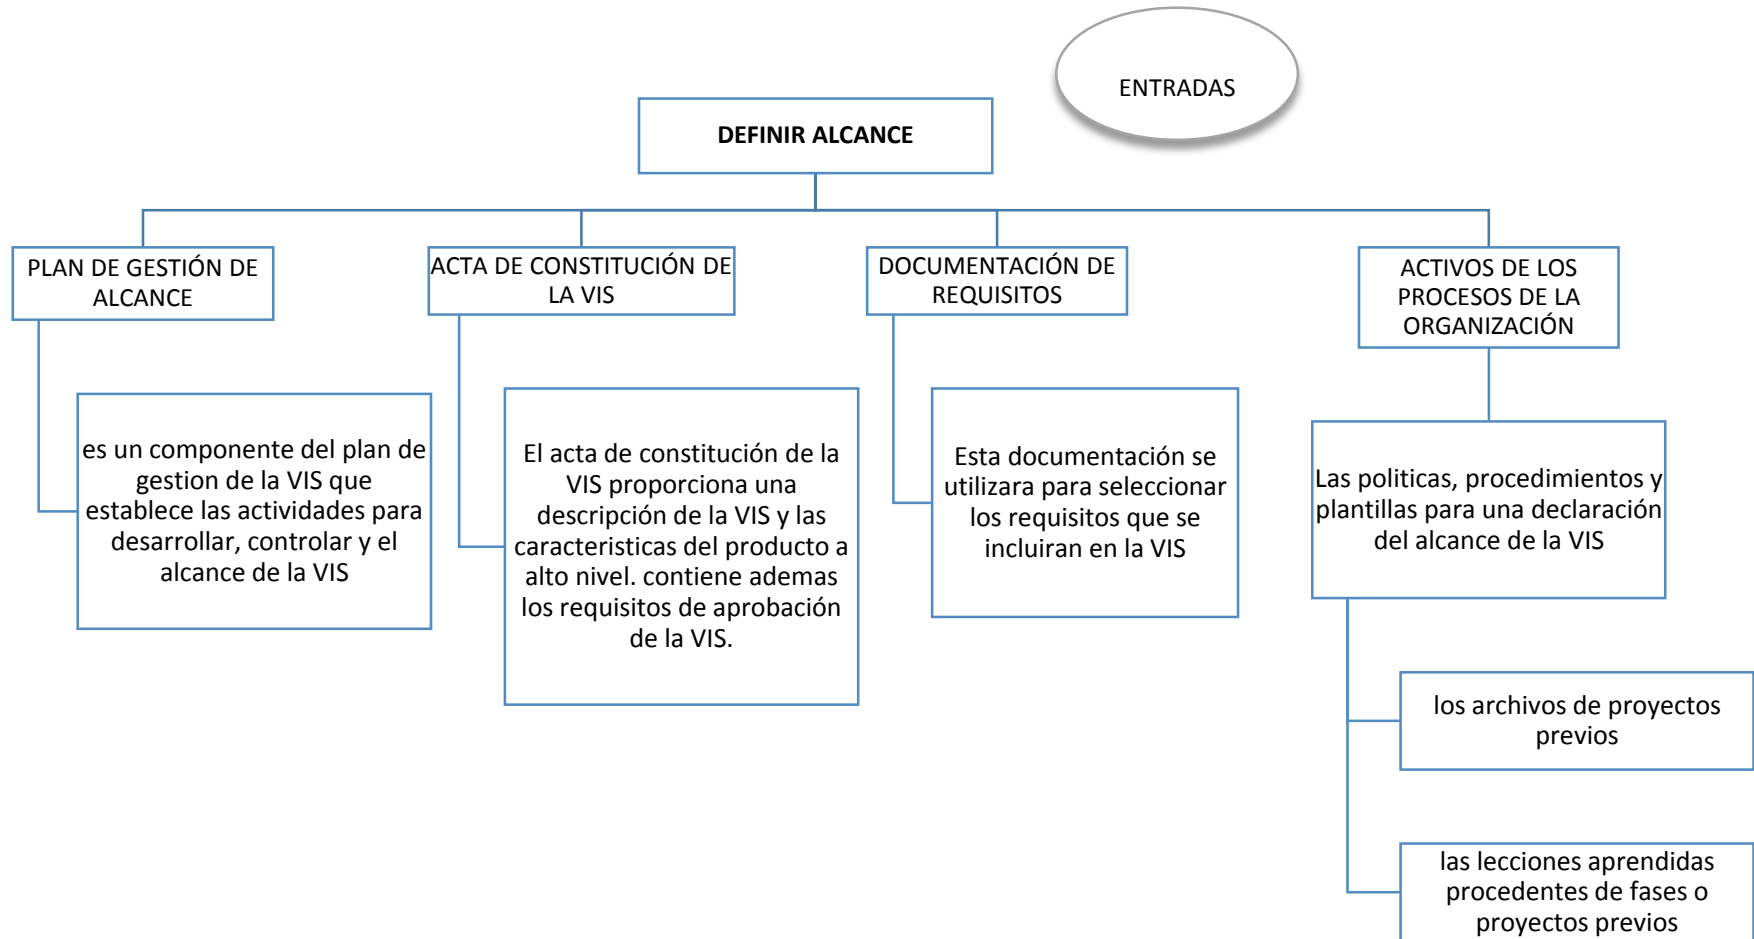 ENTRADAS
DEFINIR ALCANCE
PLAN DE GESTIÓN DE
ALCANCE
ACTA DE CONSTITUCIÓN DE
LA VIS
DOCUMENTACIÓN DE
REQUISITOS
ACTIVOS DE LOS
PROCESOS DE LA
ORGANIZACIÓN
es un componente del plan de
gestion de la VIS que
establece las actividades para
desarrollar, controlar y el
alcance de la VIS
El acta de constitución de la
VIS proporciona una
descripción de la VIS y las
caracteristicas del producto a
alto nivel. contiene ademas
los requisitos de aprobación
de la VIS.
Esta documentación se
utilizara para seleccionar
los requisitos que se
incluiran en la VIS
Las politicas, procedimientos y
plantillas para una declaración
del alcance de la VIS
los archivos de proyectos
previos
las lecciones aprendidas
procedentes de fases o
proyectos previos